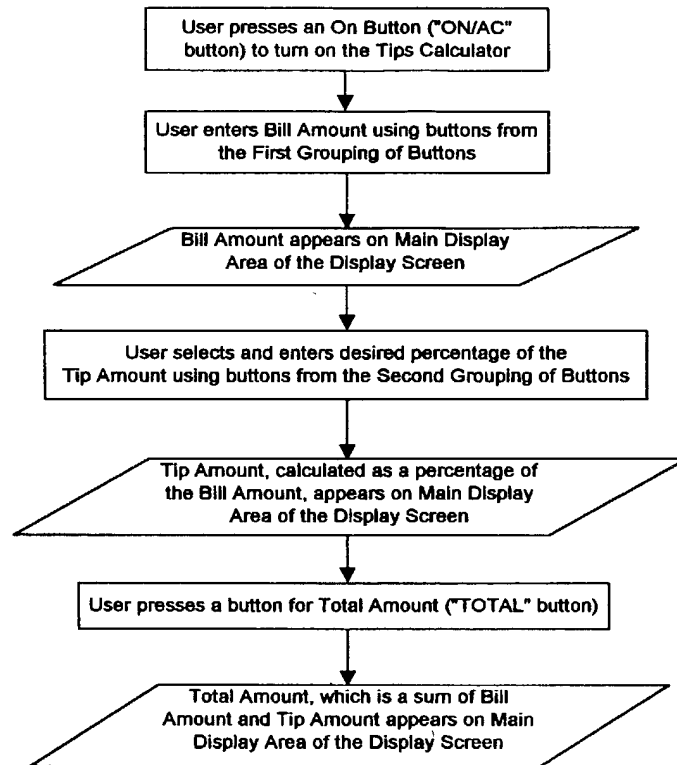 User presses an On Button ("ON/AC"
button) to turn on the Tips Calculator
User enters Bill Amount using buttons from
the First Grouping of Buttons
Bill Amount appears on Main Display
Area of the Display Screen
User selects and enters desired percentage of the
Tip Amount using buttons from the Second Grouping of Buttons
Tip Amount, calculated as a percentage of
the Bill Amount, appears on Main Display
Area of the Display Screen
User presses a button for Total Amount ("TOTAL" button)
Total Amount, which is a sum of Bill
Amount and Tip Amount appears on Main
Display Area of the Display Screen